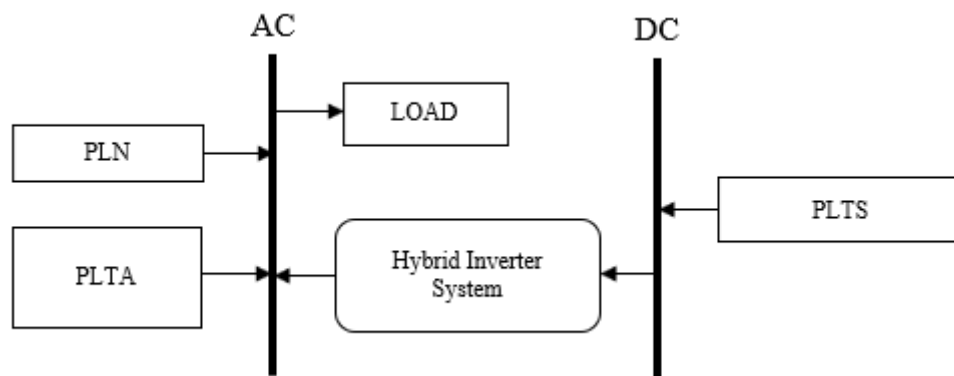 AC
DC
LOAD
PLN
PLTS
PLTA
Hybrid Inverter
System